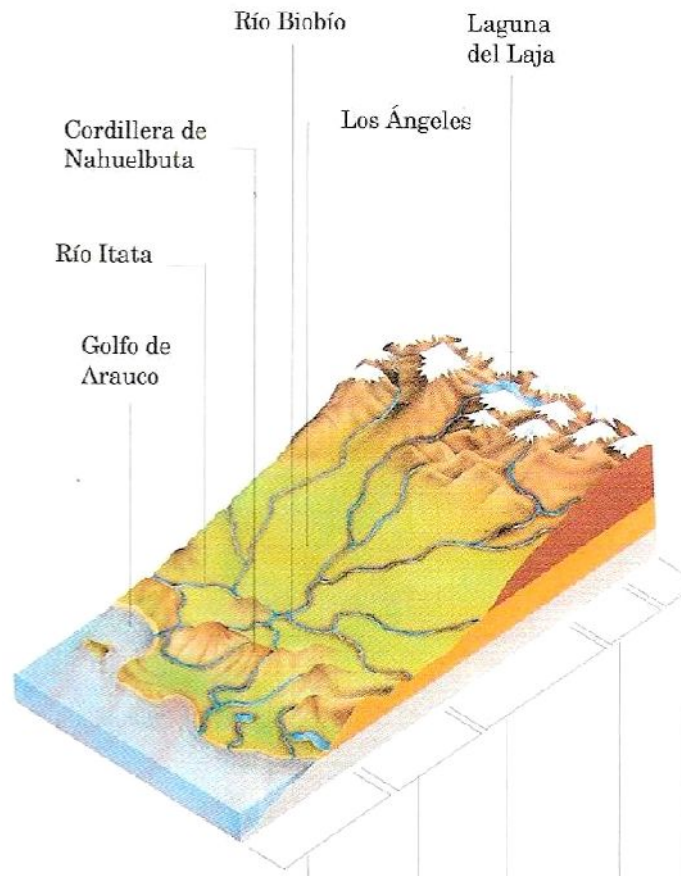 Río Biobío
Laguna
del Laja
Los Ángeles
Cordillera de
Nahuelbuta
Río Itata
Golfo de
Arauco